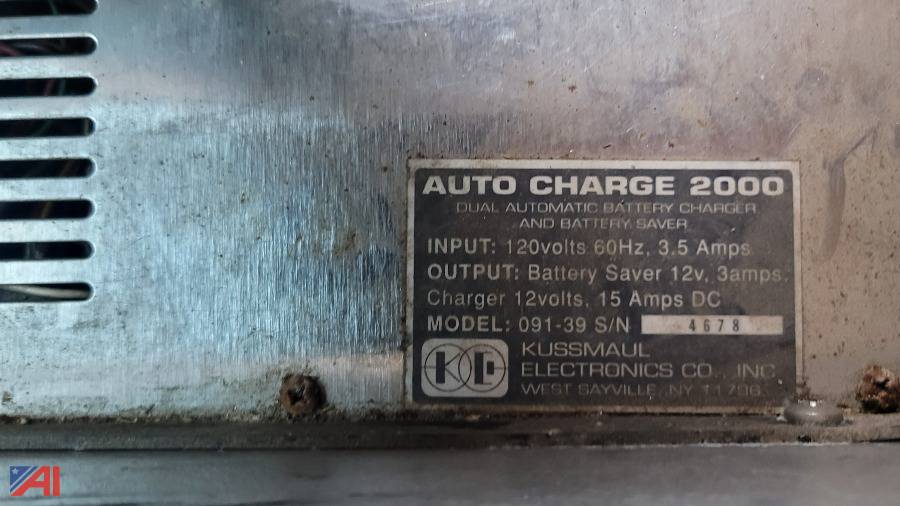 AUTO CHARGE 2000
DUAL AUTOMATIC BATTERY CHARGER
AND BATTERY SAVER
INPUT: 120volts 60Hz, 3.5 Amps
OUTPUT: Battery Saver 12v, 3amps,
Charger 12volts, 15 Amps DC
MODEL: 091-39 S/N 4678
KUSSMAUL
ELECTRONICS CO., INC
WEST SAYVILLE, NY 11796
AI